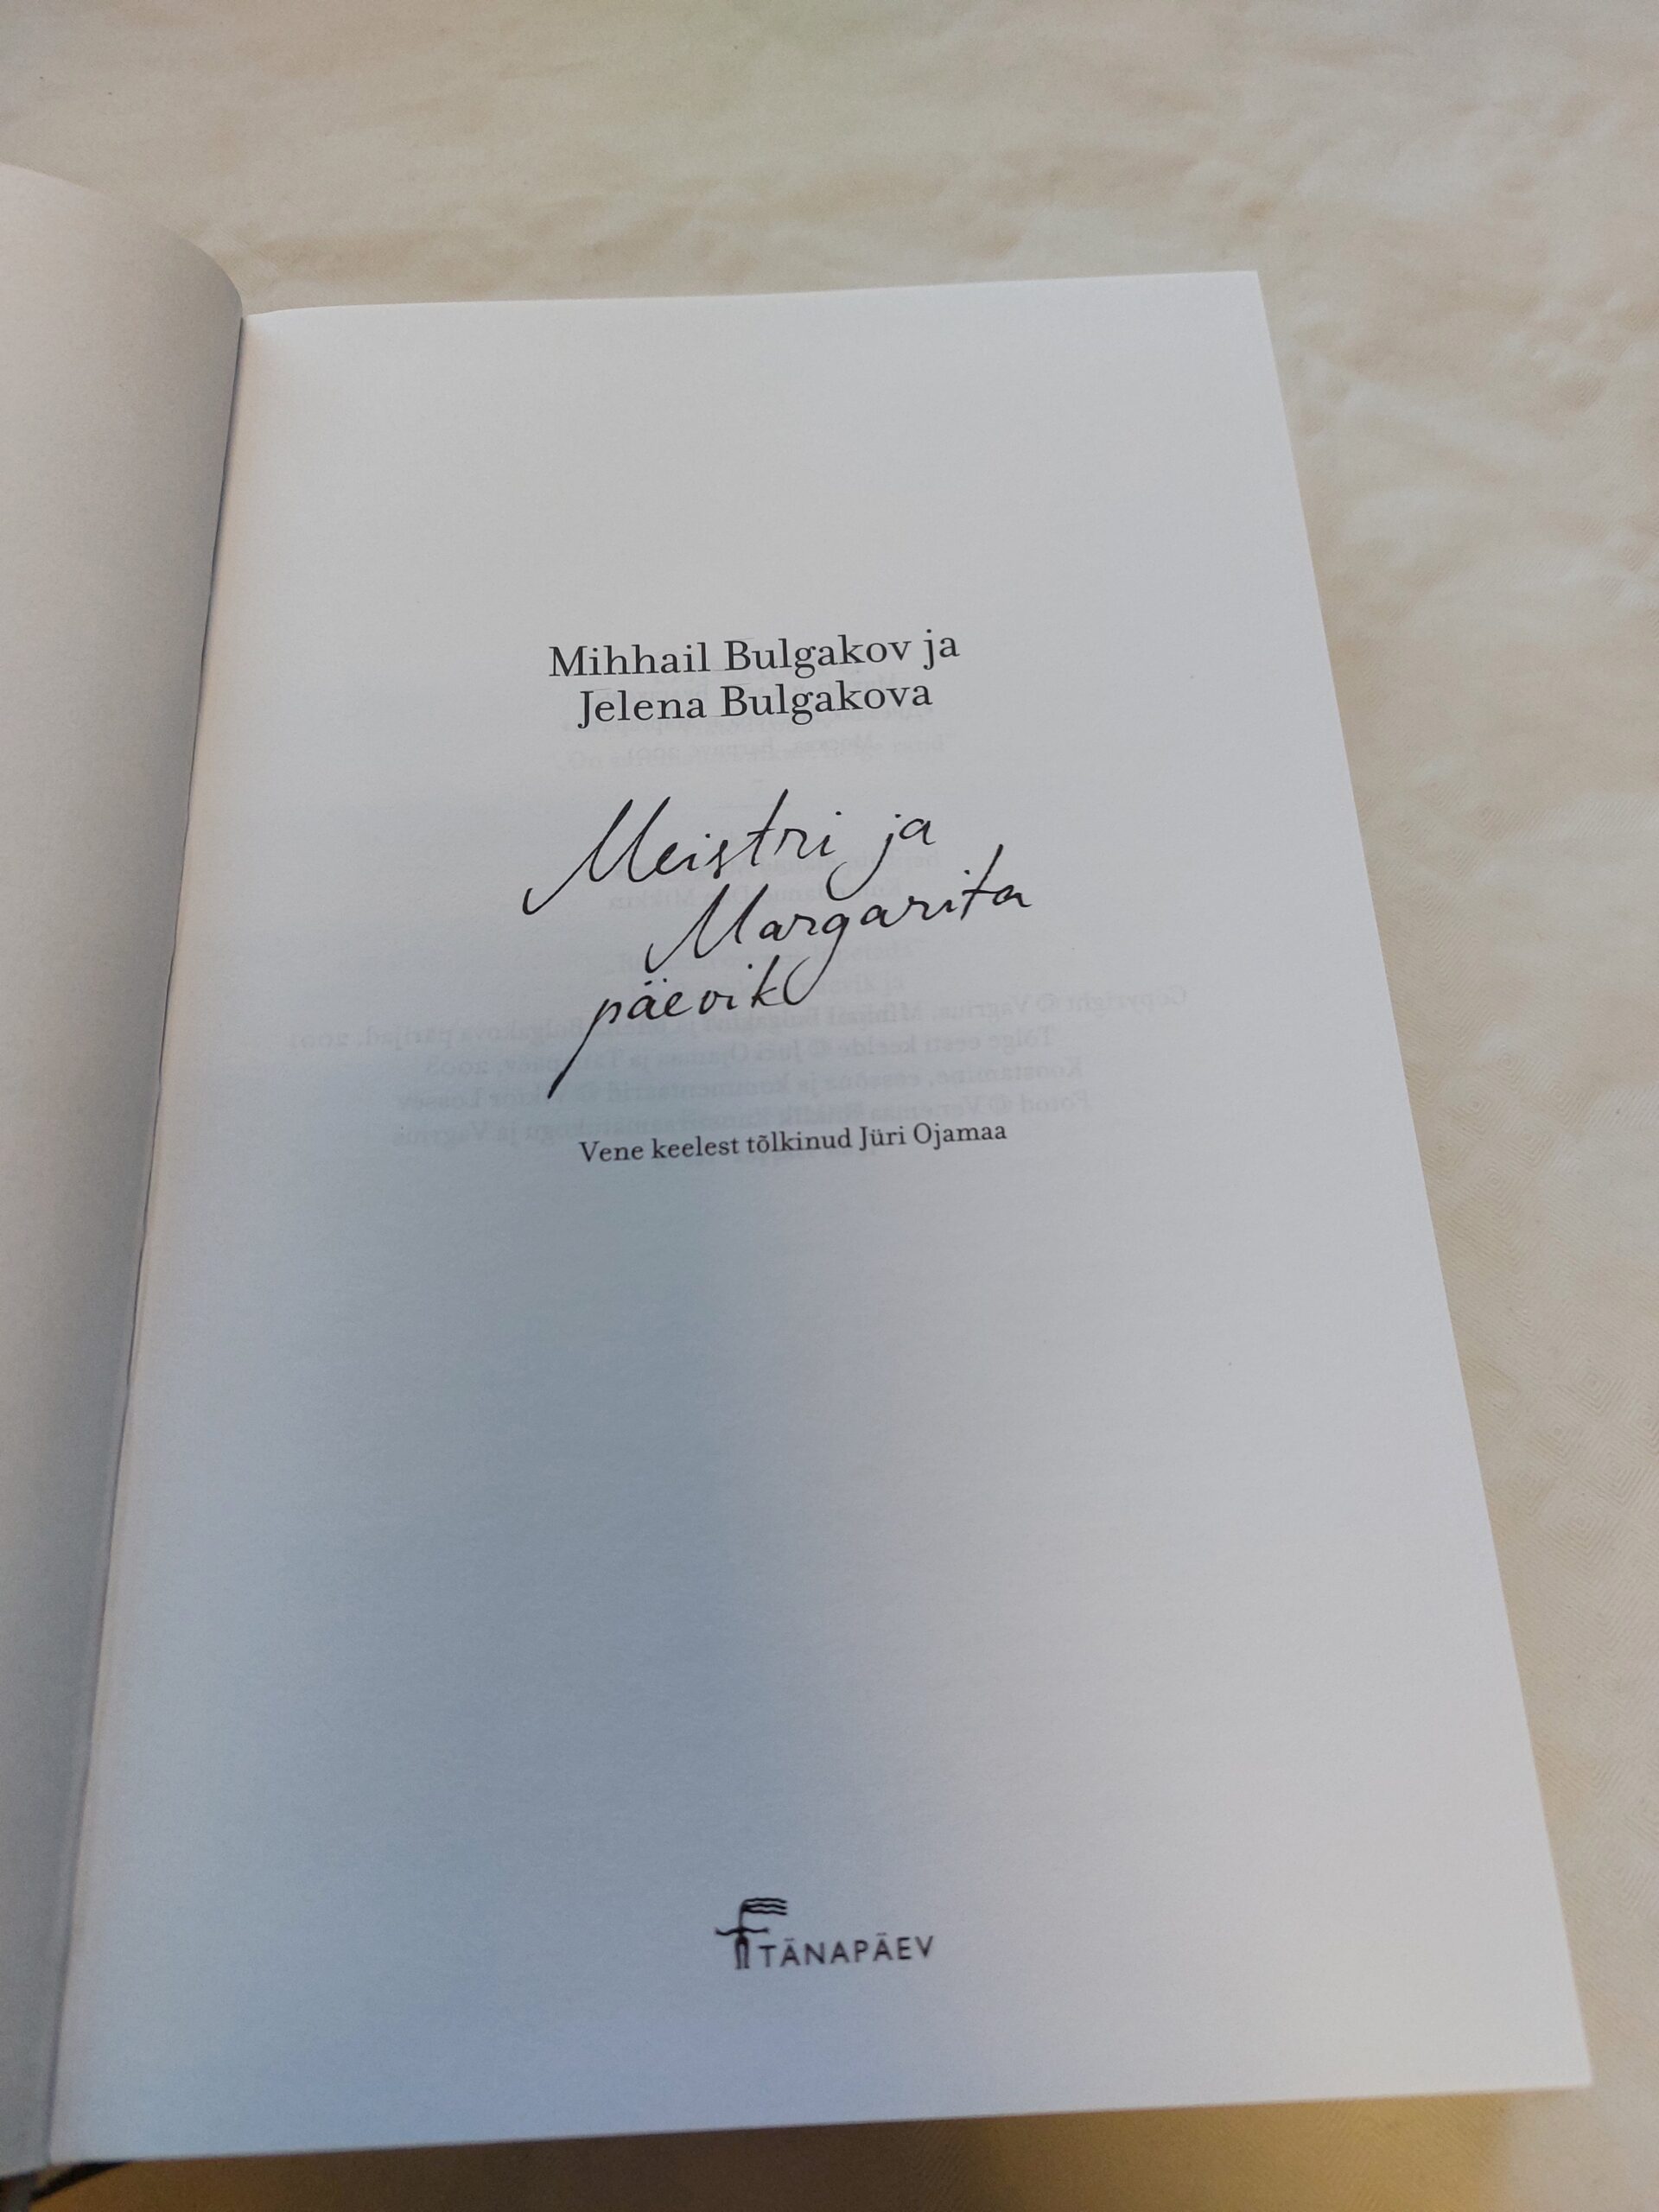 Mihhail Bulgakov ja
Jelena Bulgakova
Meistri ja
Margarita
päevik
Vene keelest tõlkinud Jüri Ojamaa
TÄNAPÄEV